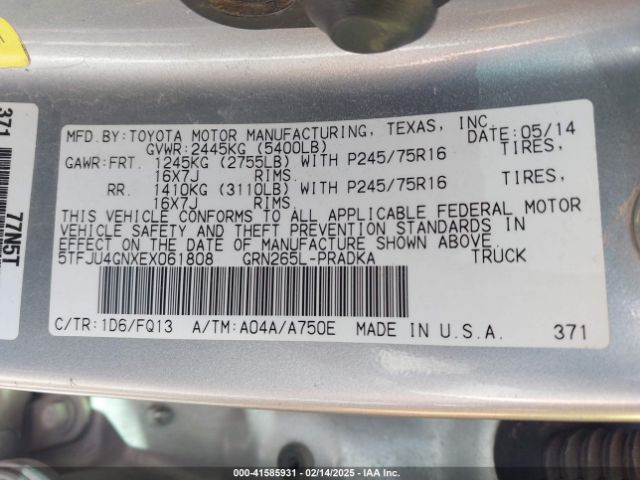 MFD.BY:TOYOTA MOTOR MANUFACTURING, TEXAS, INC.
GVWR:2445KG (5400LB) DATE:05/14
GAWR:FRT. 1245KG (2755LB) WITH P245/75R16 TIRES,
16X7J RIMS.
RR. 1410KG (3110LB) WITH P245/75R16 TIRES,
16X7J RIMS.
THIS VEHICLE CONFORMS TO ALL APPLICABLE FEDERAL MOTOR
VEHICLE SAFETY AND THEFT PREVENTION STANDARDS IN
EFFECT ON THE DATE OF MANUFACTURE SHOWN ABOVE.
5TFJU4GNXEX061808 GRN265L-PRADKA TRUCK
C/TR:1D6/FQ13 A/TM:A04A/A750E MADE IN U.S.A. 371
371
77N5T
000-41585931 - 02/14/2025 - IAA Inc.